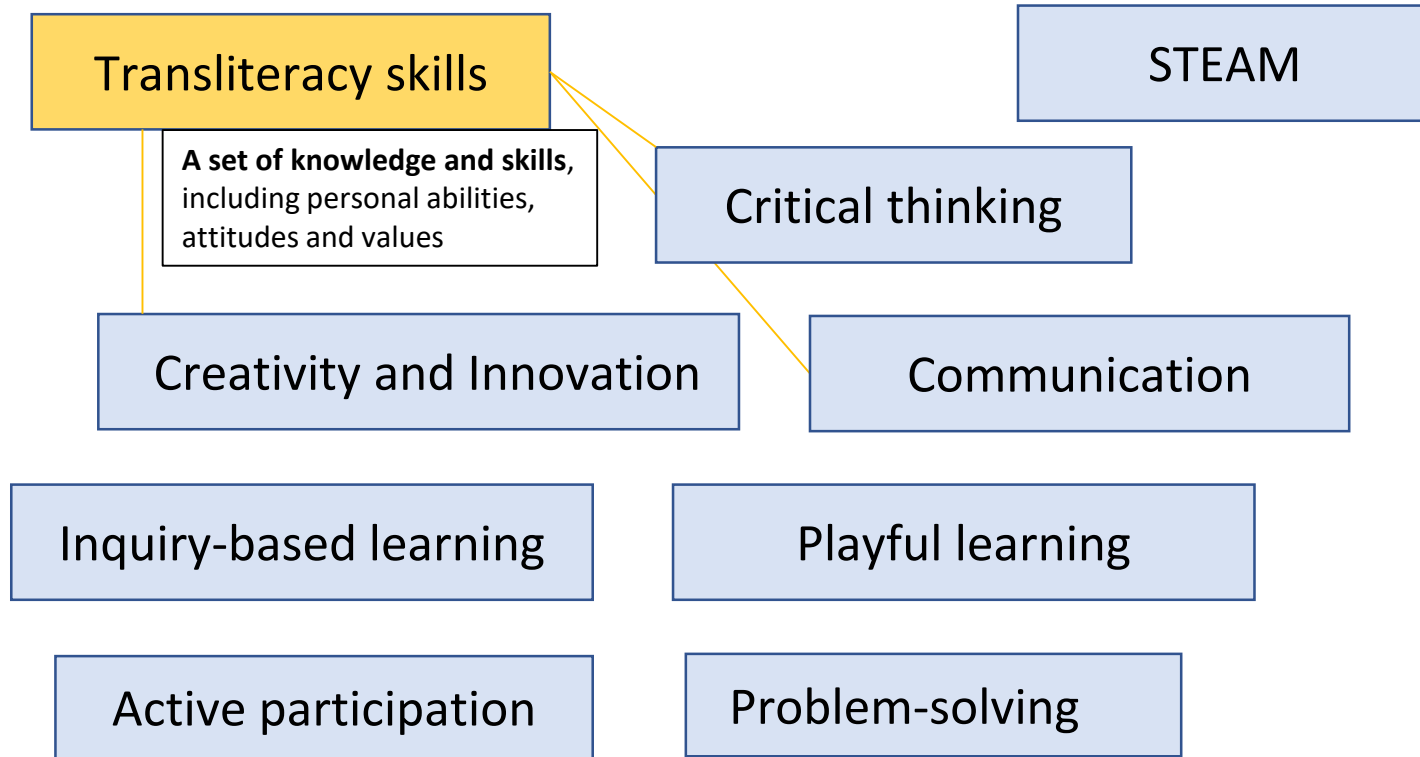 Transliteracy skills
STEAM
A set of knowledge and skills,
including personal abilities,
attitudes and values
Critical thinking
Creativity and Innovation
Communication
Inquiry-based learning
Playful learning
Active participation
Problem-solving